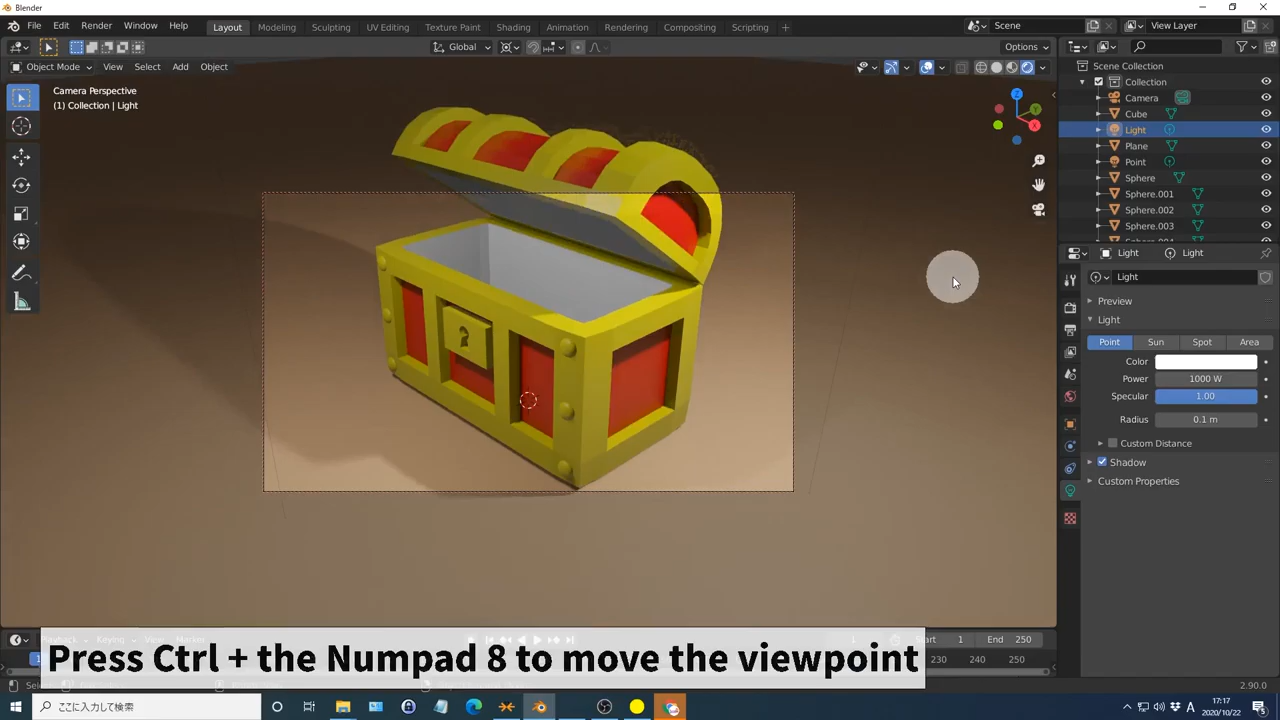 Blender
File Edit Render Window Help
Layout Modeling Sculpting UV Editing Texture Paint Shading Animation Rendering Compositing Scripting +
Scene
View Layer
Global
Options
Object Mode View Select Add Object
Camera Perspective
(1) Collection | Light
Z
Y
X
Scene Collection
Collection
Camera
Cube
Light
Plane
Point
Sphere
Sphere.001
Sphere.002
Sphere.003
Light Light
Light
Preview
Light
Point Sun Spot Area
Color
Power 1000 W
Specular 1.00
Radius 0.1 m
Custom Distance
Shadow
Custom Properties
Playback Keying View Marker
Start 1 End 250
Press Ctrl + the Numpad 8 to move the viewpoint
230 240 250
2.90.0
ここに入力して検索
17:17
2020/10/22